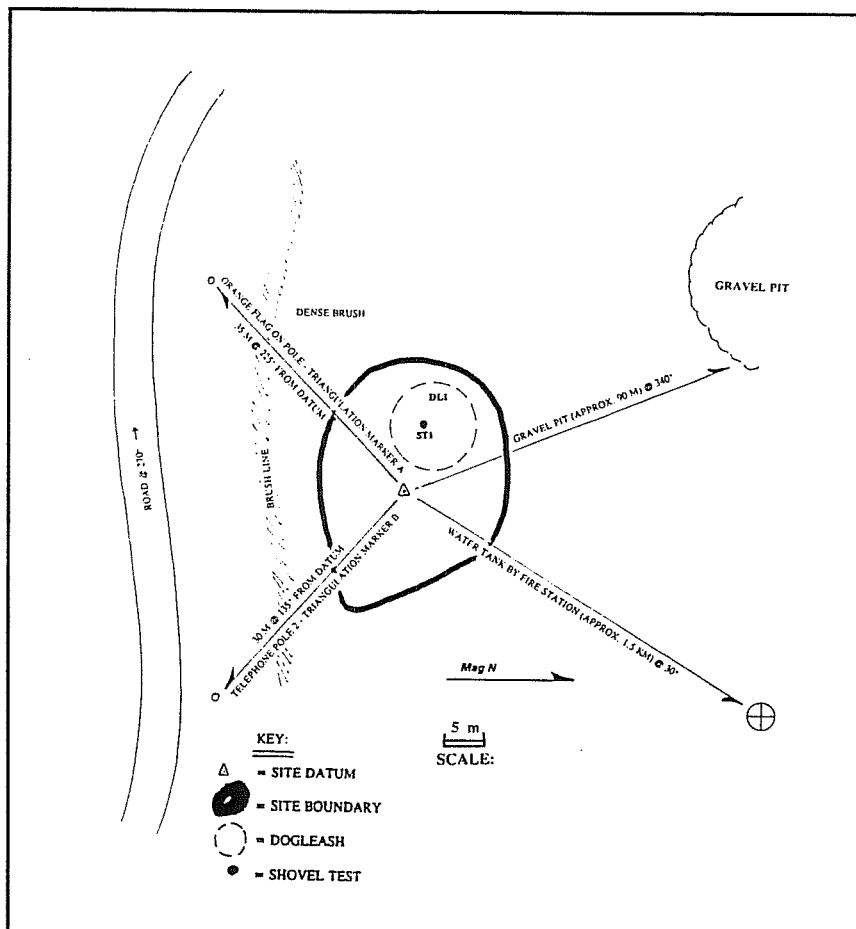 GRAVEL PIT
ORANGE FLAG ON POLE - TRIANGULATION MARKER A
35 M @ 225° FROM DATUM
DENSE BRUSH
DL1
ST1
GRAVEL PIT (APPROX. 90 M) @ 340°
ROAD @ 270° →
BRUSH LINE
30 M @ 135° FROM DATUM
TELEPHONE POLE 2 - TRIANGULATION MARKER B
WATER TANK BY FIRE STATION (APPROX. 1.5 KM) @ 30°
Mag N
5 m
SCALE:
KEY:
= SITE DATUM
= SITE BOUNDARY
= DOGLEASH
= SHOVEL TEST